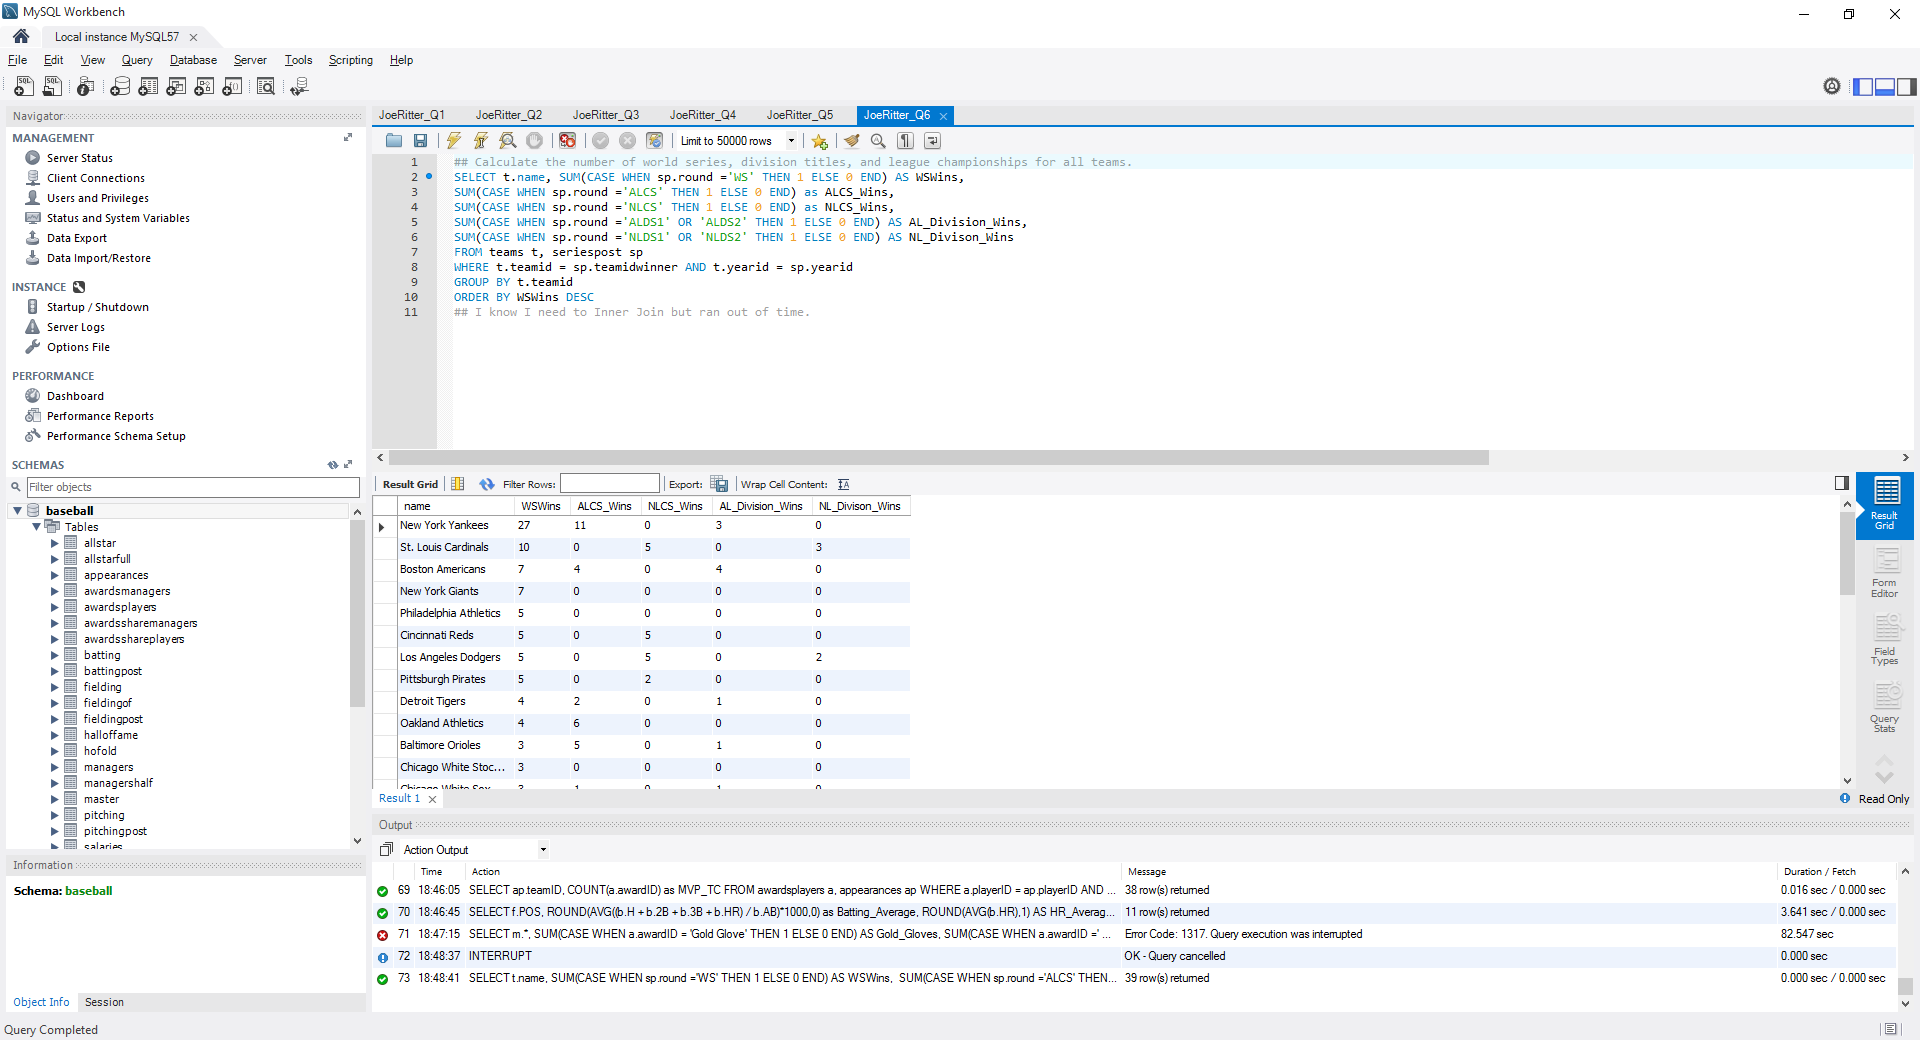 MySQL Workbench
Local instance MySQL57
File Edit View Query Database Server Tools Scripting Help
Navigator
MANAGEMENT
Server Status
Client Connections
Users and Privileges
Status and System Variables
Data Export
Data Import/Restore
INSTANCE
Startup / Shutdown
Server Logs
Options File
PERFORMANCE
Dashboard
Performance Reports
Performance Schema Setup
SCHEMAS
Filter objects
baseball
Tables
allstar
allstarfull
appearances
awardsmanagers
awardsplayers
awardssharemanagers
awardsshareplayers
batting
battingpost
fielding
fieldingof
fieldingpost
halloffame
hofold
managers
managershalf
master
pitching
pitchingpost
salaries
Information
Schema: baseball
Object Info Session
Query Completed
JoeRitter_Q1 JoeRitter_Q2 JoeRitter_Q3 JoeRitter_Q4 JoeRitter_Q5 JoeRitter_Q6
Limit to 50000 rows
1 ## Calculate the number of world series, division titles, and league championships for all teams.
2 SELECT t.name, SUM(CASE WHEN sp.round ='WS' THEN 1 ELSE 0 END) AS WSWins,
3 SUM(CASE WHEN sp.round ='ALCS' THEN 1 ELSE 0 END) as ALCS_Wins,
4 SUM(CASE WHEN sp.round ='NLCS' THEN 1 ELSE 0 END) as NLCS_Wins,
5 SUM(CASE WHEN sp.round ='ALDS1' OR 'ALDS2' THEN 1 ELSE 0 END) AS AL_Division_Wins,
6 SUM(CASE WHEN sp.round ='NLDS1' OR 'NLDS2' THEN 1 ELSE 0 END) AS NL_Divison_Wins
7 FROM teams t, seriespost sp
8 WHERE t.teamid = sp.teamidwinner AND t.yearid = sp.yearid
9 GROUP BY t.teamid
10 ORDER BY WSWins DESC
11 ## I know I need to Inner Join but ran out of time.
Result Grid Filter Rows: Export: Wrap Cell Content:
name WSWins ALCS_Wins NLCS_Wins AL_Division_Wins NL_Divison_Wins
New York Yankees 27 11 0 3 0
St. Louis Cardinals 10 0 5 0 3
Boston Americans 7 4 0 4 0
New York Giants 7 0 0 0 0
Philadelphia Athletics 5 0 0 0 0
Cincinnati Reds 5 0 5 0 0
Los Angeles Dodgers 5 0 5 0 2
Pittsburgh Pirates 5 0 2 0 0
Detroit Tigers 4 2 0 1 0
Oakland Athletics 4 6 0 0 0
Baltimore Orioles 3 5 0 1 0
Chicago White Stoc... 3 0 0 0 0
Chicago White Sox 3 1 0 1 0
Result Grid
Form Editor
Field Types
Query Stats
Result 1
Read Only
Output
Action Output
Time Action Message Duration / Fetch
69 18:46:05 SELECT ap.teamID, COUNT(a.awardID) as MVP_TC FROM awardsplayers a, appearances ap WHERE a.playerID = ap.playerID AND ... 38 row(s) returned 0.016 sec / 0.000 sec
70 18:46:45 SELECT f.POS, ROUND(AVG((b.H + b.2B + b.3B + b.HR) / b.AB)*1000,0) as Batting_Average, ROUND(AVG(b.HR),1) AS HR_Averag... 11 row(s) returned 3.641 sec / 0.000 sec
71 18:47:15 SELECT m.*, SUM(CASE WHEN a.awardID = 'Gold Glove' THEN 1 ELSE 0 END) AS Gold_Gloves, SUM(CASE WHEN a.awardID =' ... Error Code: 1317. Query execution was interrupted 82.547 sec
72 18:48:37 INTERRUPT OK - Query cancelled 0.000 sec
73 18:48:41 SELECT t.name, SUM(CASE WHEN sp.round ='WS' THEN 1 ELSE 0 END) AS WSWins, SUM(CASE WHEN sp.round ='ALCS' THEN... 39 row(s) returned 0.000 sec / 0.000 sec